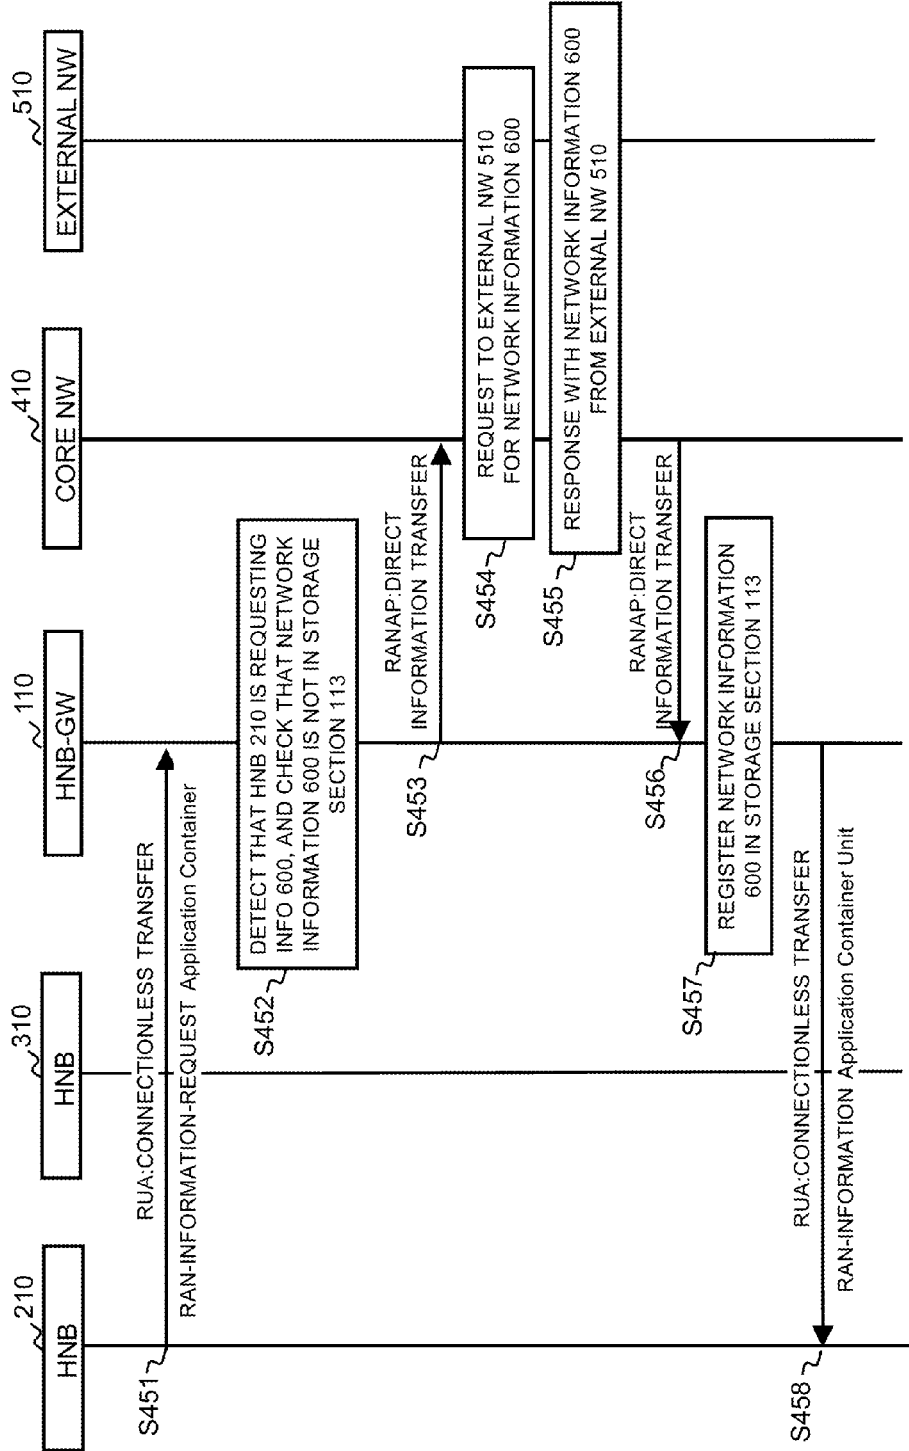 210
HNB
310
HNB
110
HNB-GW
410
CORE NW
510
EXTERNAL NW
S451
RUA:CONNECTIONLESS TRANSFER
RAN-INFORMATION-REQUEST Application Container
S452
DETECT THAT HNB 210 IS REQUESTING
INFO 600, AND CHECK THAT NETWORK
INFORMATION 600 IS NOT IN STORAGE
SECTION 113
S453
RANAP:DIRECT
INFORMATION TRANSFER
S454
REQUEST TO EXTERNAL NW 510
FOR NETWORK INFORMATION 600
S455
RESPONSE WITH NETWORK INFORMATION 600
FROM EXTERNAL NW 510
S456
RANAP:DIRECT
INFORMATION TRANSFER
S457
REGISTER NETWORK INFORMATION
600 IN STORAGE SECTION 113
S458
RUA:CONNECTIONLESS TRANSFER
RAN-INFORMATION Application Container Unit